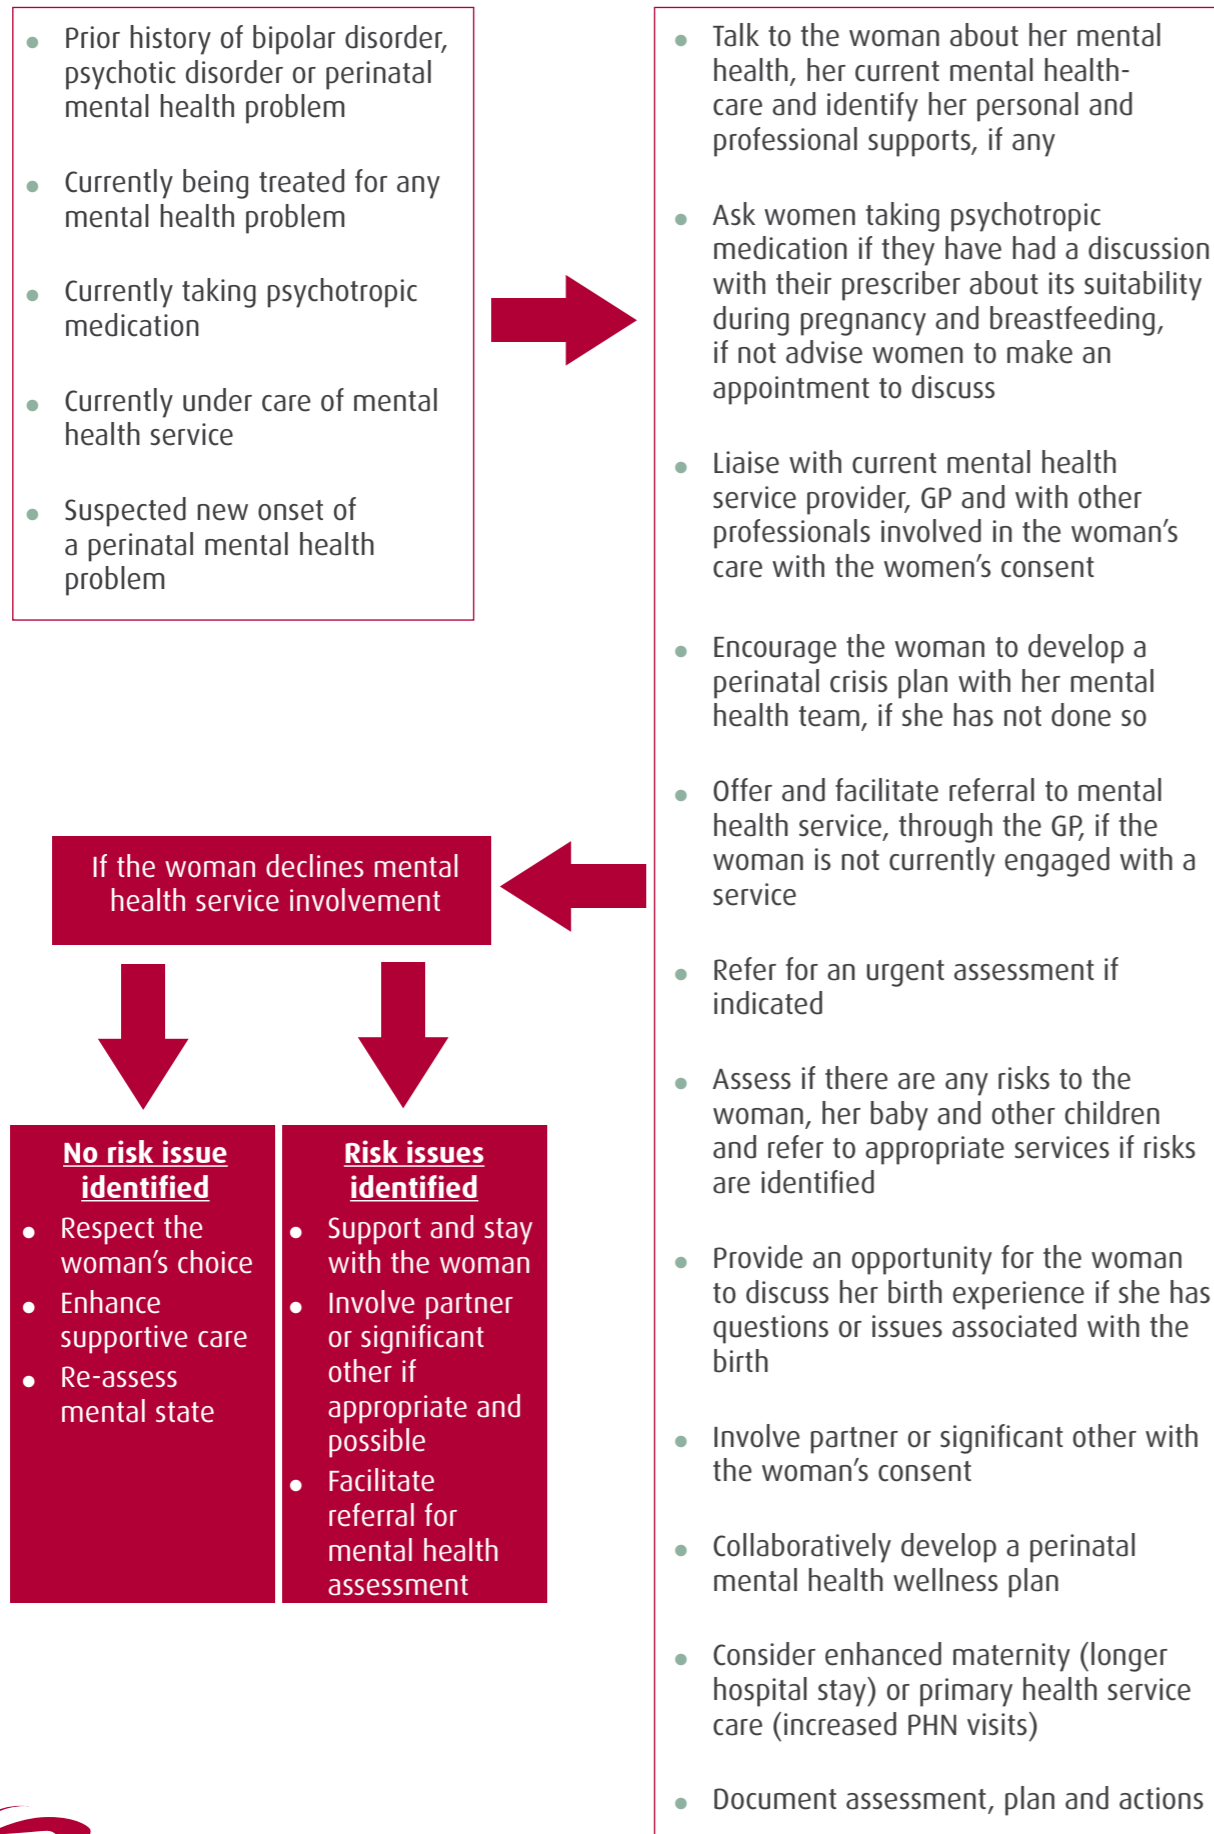 Prior history of bipolar disorder,
psychotic disorder or perinatal
mental health problem
Currently being treated for any
mental health problem
Currently taking psychotropic
medication
Currently under care of mental
health service
Suspected new onset of
a perinatal mental health
problem
Talk to the woman about her mental
health, her current mental health-
care and identify her personal and
professional supports, if any
Ask women taking psychotropic
medication if they have had a discussion
with their prescriber about its suitability
during pregnancy and breastfeeding,
if not advise women to make an
appointment to discuss
Liaise with current mental health
service provider, GP and with other
professionals involved in the woman’s
care with the women’s consent
Encourage the woman to develop a
perinatal crisis plan with her mental
health team, if she has not done so
Offer and facilitate referral to mental
health service, through the GP, if the
woman is not currently engaged with a
service
Refer for an urgent assessment if
indicated
Assess if there are any risks to the
woman, her baby and other children
and refer to appropriate services if risks
are identified
Provide an opportunity for the woman
to discuss her birth experience if she has
questions or issues associated with the
birth
Involve partner or significant other with
the woman’s consent
Collaboratively develop a perinatal
mental health wellness plan
Consider enhanced maternity (longer
hospital stay) or primary health service
care (increased PHN visits)
Document assessment, plan and actions
If the woman declines mental
health service involvement
No risk issue
identified
Respect the
woman’s choice
Enhance
supportive care
Re-assess
mental state
Risk issues
identified
Support and stay
with the woman
Involve partner
or significant
other if
appropriate and
possible
Facilitate
referral for
mental health
assessment